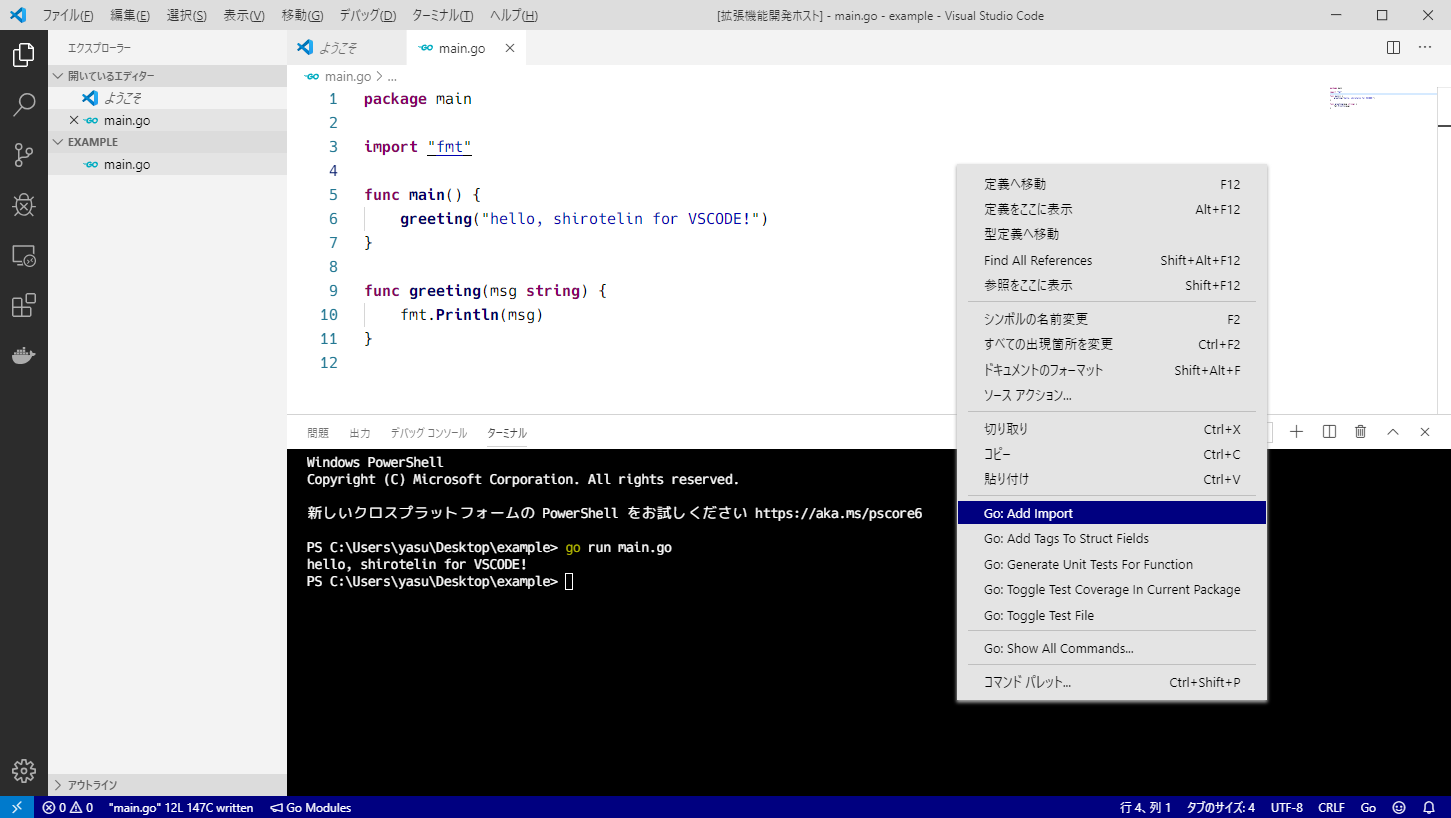 ファイル(F) 編集(E) 選択(S) 表示(V) 移動(G) デバッグ(D) ターミナル(T) ヘルプ(H) [拡張機能開発ホスト] - main.go - example - Visual Studio Code
エクスプローラー
開いているエディター
ようこそ
main.go
EXAMPLE
main.go
アウトライン
ようこそ
GO main.go
GO main.go > ...
1 package main
2
3 import "fmt"
4
5 func main() {
6 greeting("hello, shirotelin for VSCODE!")
7 }
8
9 func greeting(msg string) {
10 fmt.Println(msg)
11 }
12
問題 出力 デバッグ コンソール ターミナル
Windows PowerShell
Copyright (C) Microsoft Corporation. All rights reserved.
新しいクロスプラットフォームの PowerShell をお試しください https://aka.ms/pscore6
PS C:\Users\yasu\Desktop\example> go run main.go
hello, shirotelin for VSCODE!
PS C:\Users\yasu\Desktop\example>
定義へ移動 F12
定義をここに表示 Alt+F12
型定義へ移動
Find All References Shift+Alt+F12
参照をここに表示 Shift+F12
シンボルの名前変更 F2
すべての出現箇所を変更 Ctrl+F2
ドキュメントのフォーマット Shift+Alt+F
ソース アクション...
切り取り Ctrl+X
コピー Ctrl+C
貼り付け Ctrl+V
Go: Add Import
Go: Add Tags To Struct Fields
Go: Generate Unit Tests For Function
Go: Toggle Test Coverage In Current Package
Go: Toggle Test File
Go: Show All Commands...
コマンド パレット... Ctrl+Shift+P
0 0 "main.go" 12L 147C written Go Modules 行 4、列 1 タブのサイズ: 4 UTF-8 CRLF Go